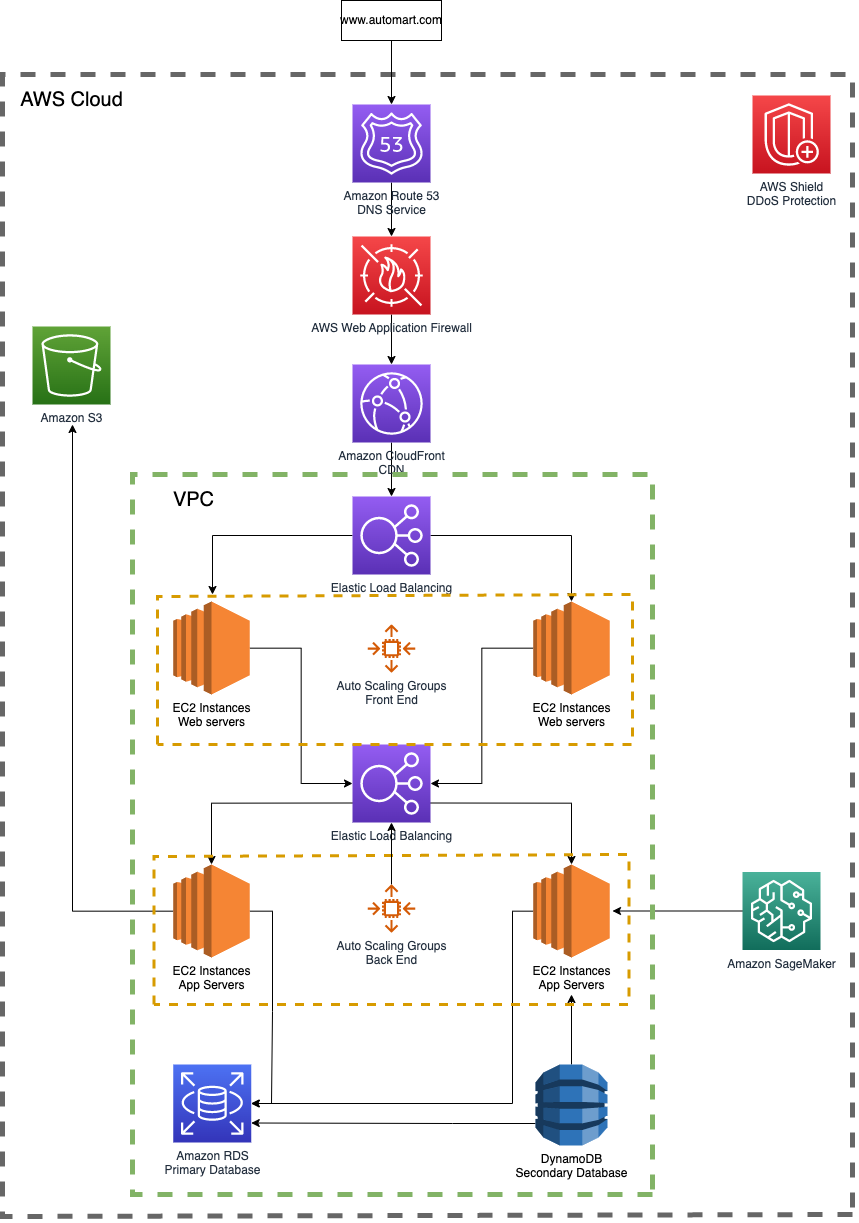 www.automart.com
AWS Cloud
53
Amazon Route 53
DNS Service
AWS Shield
DDoS Protection
AWS Web Application Firewall
Amazon S3
Amazon CloudFront
CDN
VPC
Elastic Load Balancing
EC2 Instances
Web servers
Auto Scaling Groups
Front End
EC2 Instances
Web servers
Elastic Load Balancing
EC2 Instances
App Servers
Auto Scaling Groups
Back End
EC2 Instances
App Servers
Amazon SageMaker
Amazon RDS
Primary Database
DynamoDB
Secondary Database